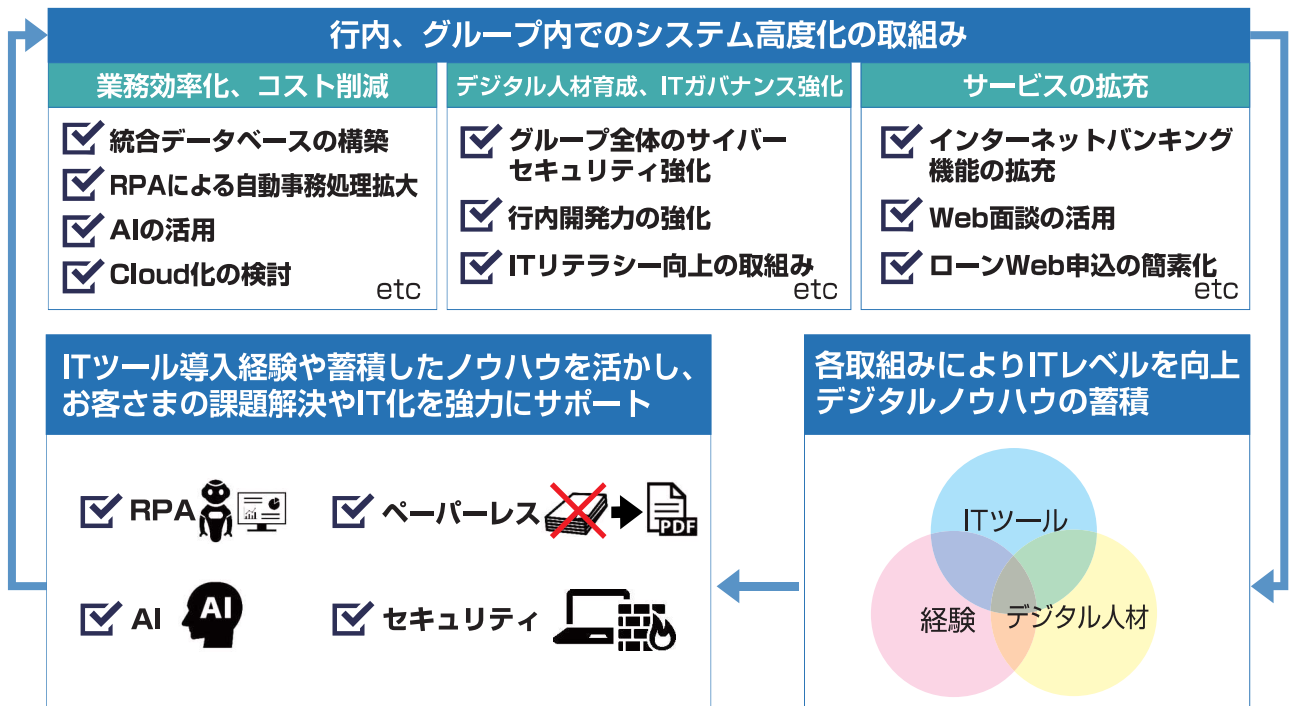 行内、グループ内でのシステム高度化の取組み
業務効率化、コスト削減
統合データベースの構築
RPAによる自動事務処理拡大
AIの活用
Cloud化の検討
etc
デジタル人材育成、ITガバナンス強化
グループ全体のサイバー
セキュリティ強化
行内開発力の強化
ITリテラシー向上の取組み
etc
サービスの拡充
インターネットバンキング
機能の拡充
Web面談の活用
ローンWeb申込の簡素化
etc
各取組みによりITレベルを向上
デジタルノウハウの蓄積
ITツール
経験
デジタル人材
ITツール導入経験や蓄積したノウハウを活かし、
お客さまの課題解決やIT化を強力にサポート
RPA
ペーパーレス
PDF
AI
AI
セキュリティ